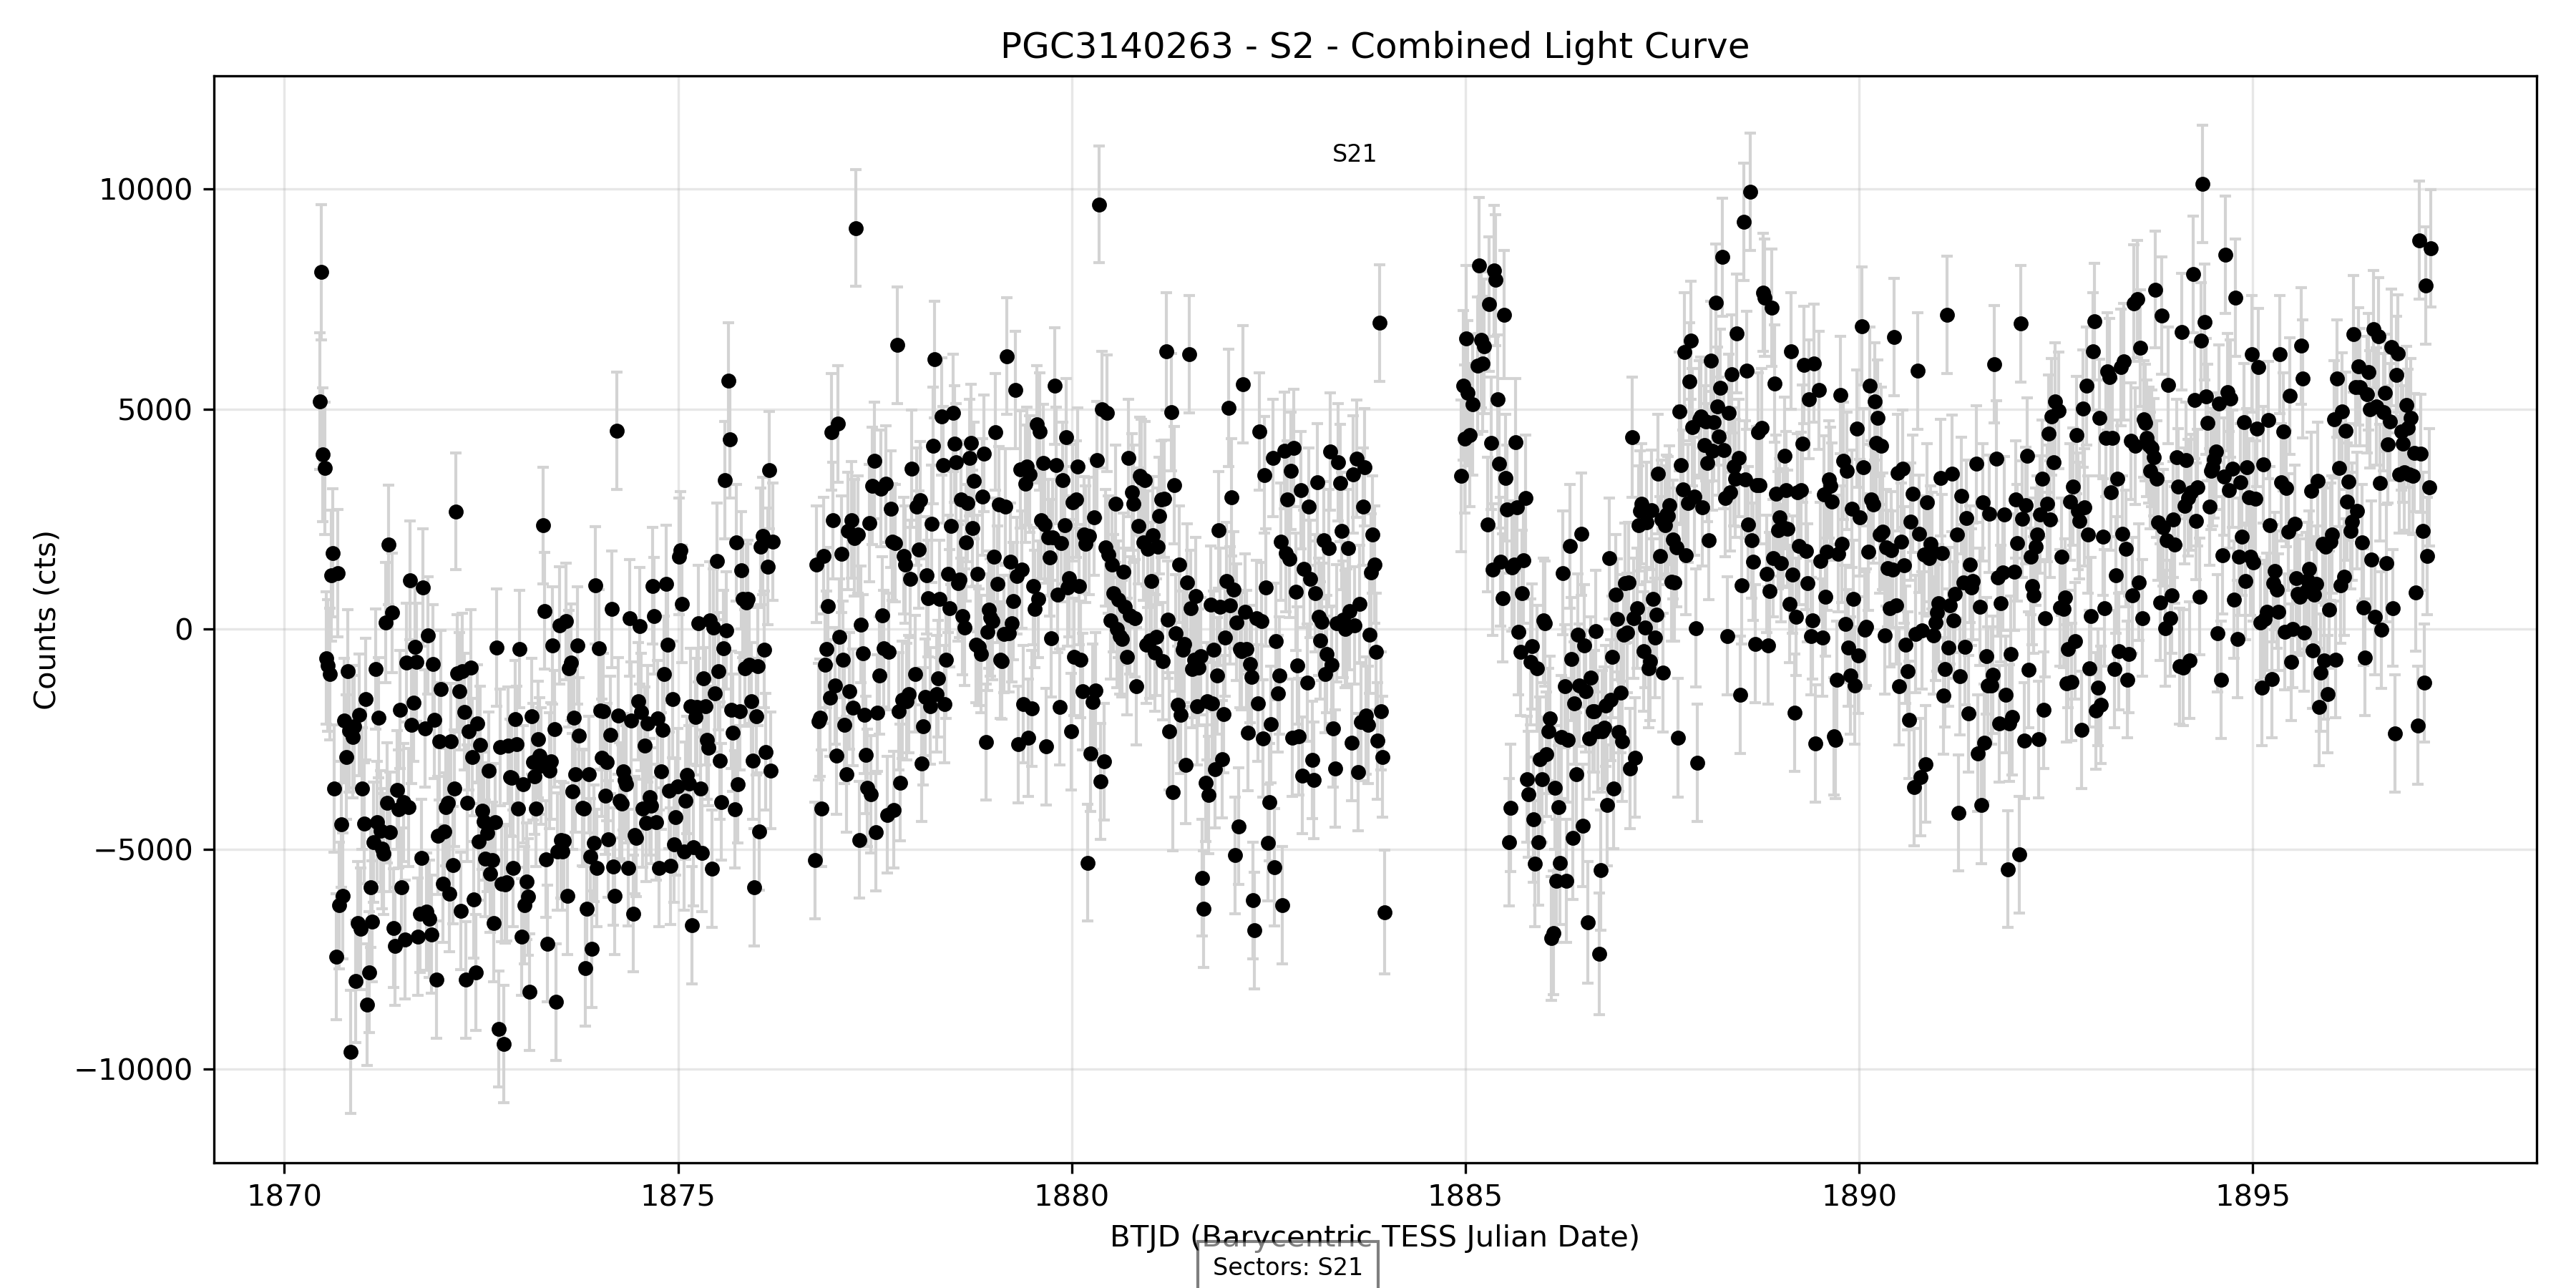 PGC3140263 - S2 - Combined Light Curve
S21
10000
5000
0
−5000
−10000
Counts (cts)
1870 1875 1880 1885 1890 1895
BTJD (Barycentric TESS Julian Date)
Sectors: S21